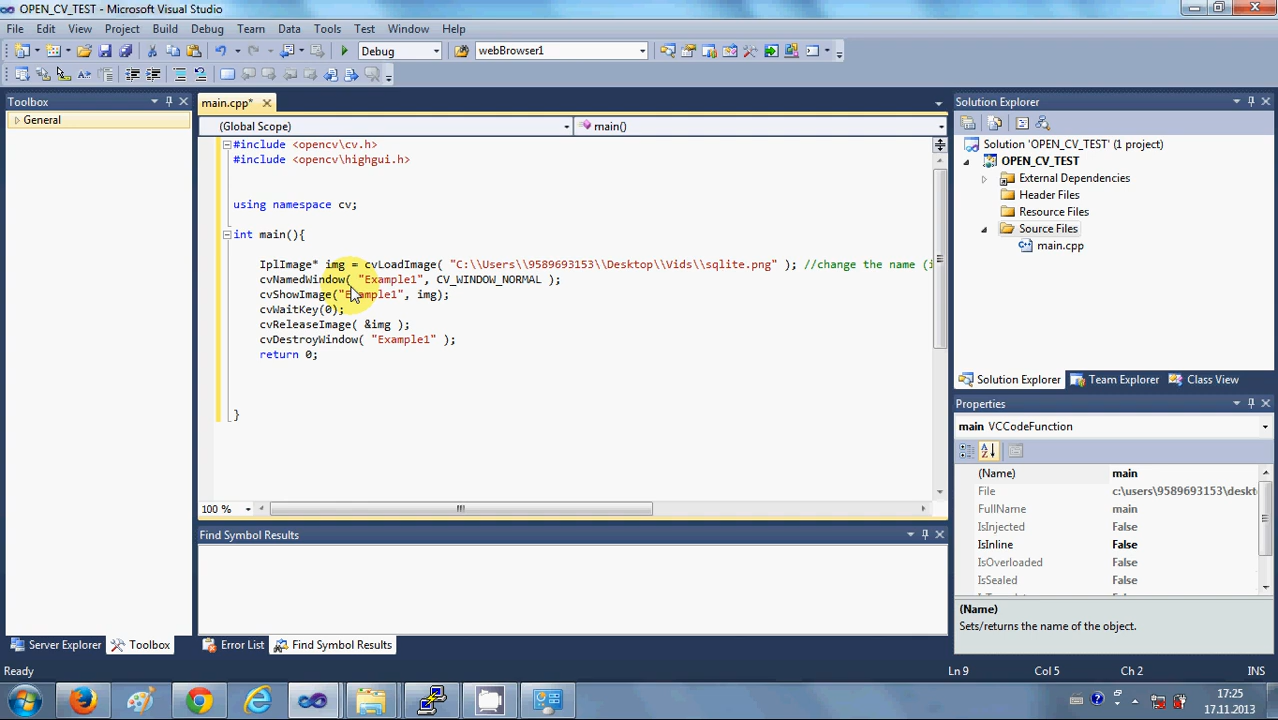 OPEN_CV_TEST - Microsoft Visual Studio
File Edit View Project Build Debug Team Data Tools Test Window Help
Debug webBrowser1
Toolbox
General
main.cpp*
(Global Scope) main()
#include <opencv\cv.h>
#include <opencv\highgui.h>
using namespace cv;
int main(){
IplImage* img = cvLoadImage( "C:\\Users\\9589693153\\Desktop\\Vids\\sqlite.png" ); //change the name (i
cvNamedWindow( "Example1", CV_WINDOW_NORMAL );
cvShowImage("Example1", img);
cvWaitKey(0);
cvReleaseImage( &img );
cvDestroyWindow( "Example1" );
return 0;
}
100 %
Find Symbol Results
Server Explorer Toolbox Error List Find Symbol Results
Solution Explorer
Solution 'OPEN_CV_TEST' (1 project)
OPEN_CV_TEST
External Dependencies
Header Files
Resource Files
Source Files
main.cpp
Solution Explorer Team Explorer Class View
Properties
main VCCodeFunction
(Name) main
File c:\users\9589693153\deskt
FullName main
IsInjected False
IsInline False
IsOverloaded False
IsSealed False
(Name)
Sets/returns the name of the object.
Ready Ln 9 Col 5 Ch 2 INS
17:25
17.11.2013